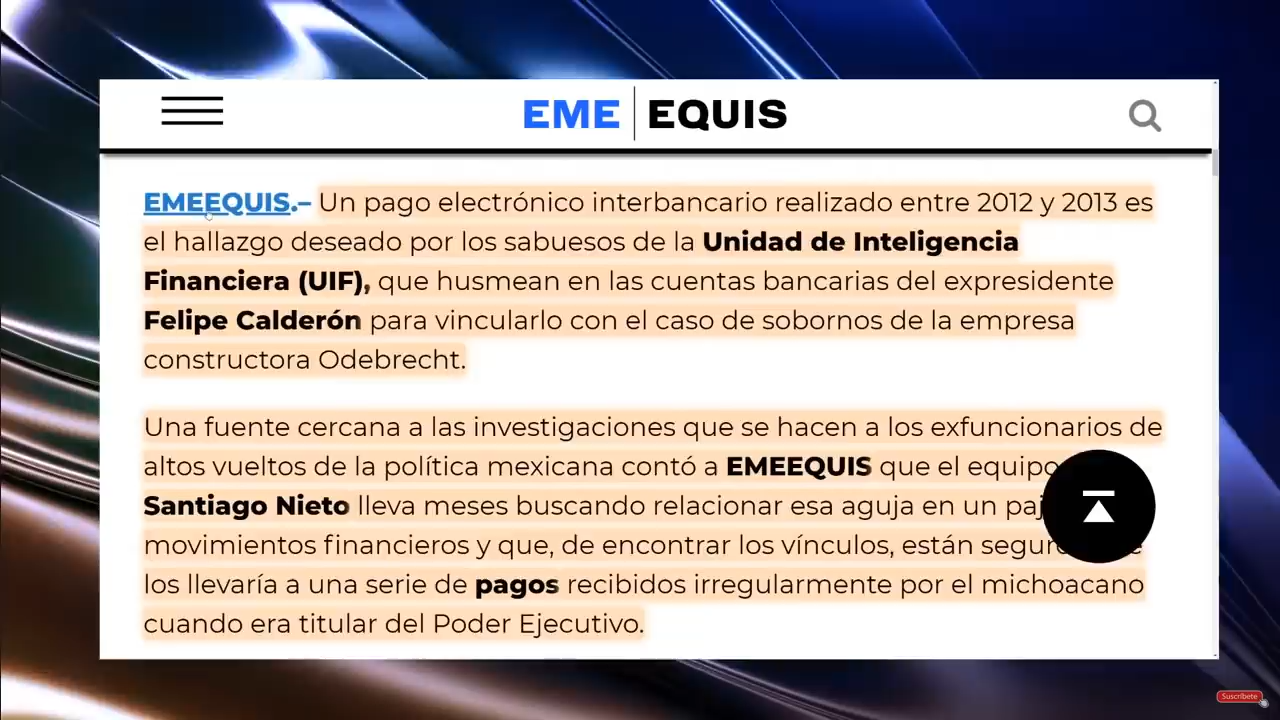 EME EQUIS
EMEEQUIS.– Un pago electrónico interbancario realizado entre 2012 y 2013 es
el hallazgo deseado por los sabuesos de la Unidad de Inteligencia
Financiera (UIF), que husmean en las cuentas bancarias del expresidente
Felipe Calderón para vincularlo con el caso de sobornos de la empresa
constructora Odebrecht.
Una fuente cercana a las investigaciones que se hacen a los exfuncionarios de
altos vueltos de la política mexicana contó a EMEEQUIS que el equipo
Santiago Nieto lleva meses buscando relacionar esa aguja en un
movimientos financieros y que, de encontrar los vínculos, están
los llevaría a una serie de pagos recibidos irregularmente por el michoacano
cuando era titular del Poder Ejecutivo.
Suscríbete